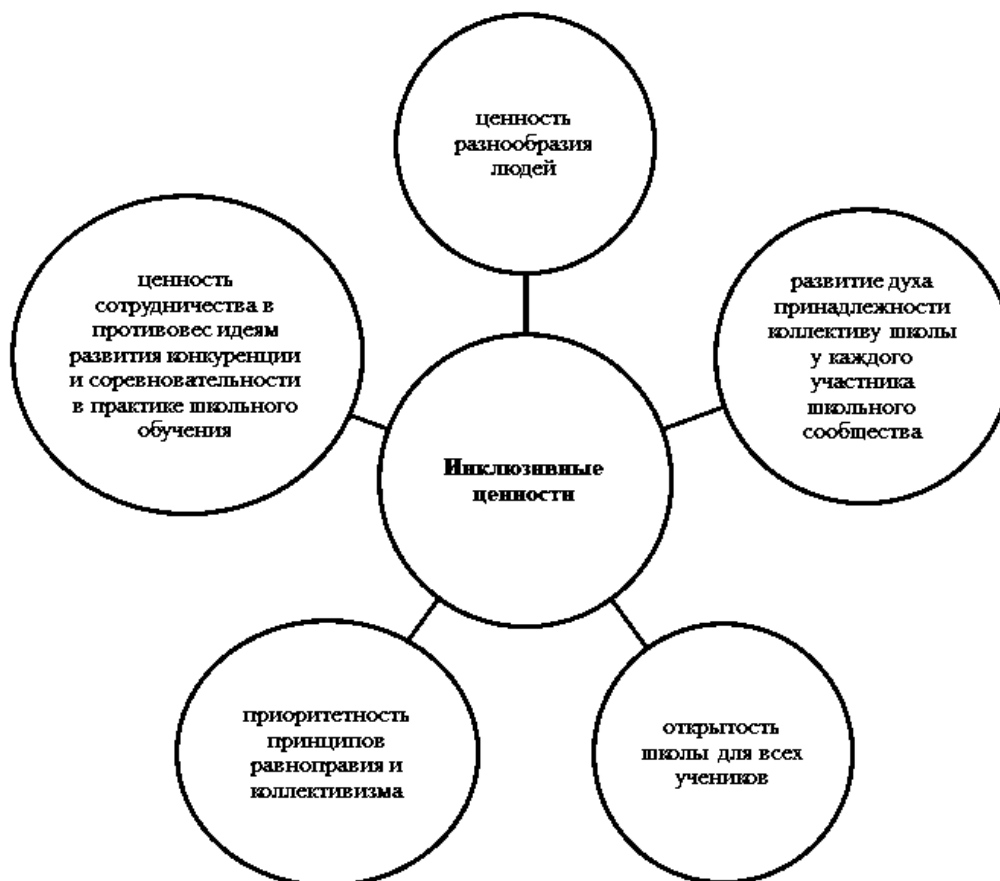 ценность
разнообразия
людей
ценность
сотрудничества в
противовес идеям
развития конкуренции
и соревновательности
в практике школьного
обучения
развитие духа
принадлежности
коллективу школы
у каждого
участника
школьного
сообщества
Инклюзивные
ценности
приоритетность
принципов
равноправия и
коллективизма
открытость
школы для всех
учеников